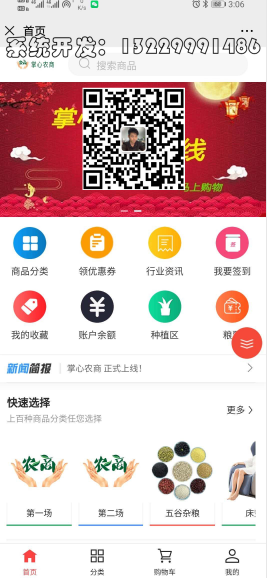 3:06
首页
系统开发：13229991486
掌心农商
搜索商品
掌
线
马上购物
商品分类
领优惠券
行业资讯
我要签到
我的收藏
账户余额
种植区
粮
新闻简报
掌心农商 正式上线！
快速选择
上百种商品分类任您选择
更多
农商
农商
第一场
第二场
五谷杂粮
床
首页
分类
购物车
我的